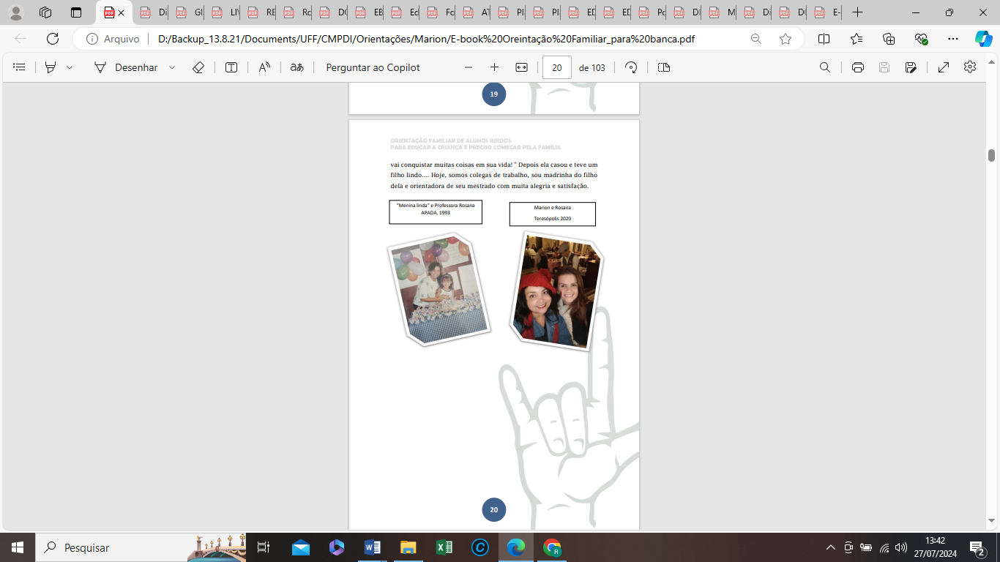 Di
Gl
LIV
RE
Ro
DO
EB
Ed
Fo
AT
Pl
Pl
ED
ED
Po
DI
M
Di
DO
E-
Arquivo
D:/Backup_13.8.21/Documents/UFF/CMPDI/Orientações/Marion/E-book%20Oreintação%20Familiar_para%20banca.pdf
Desenhar
Perguntar ao Copilot
20 de 103
19
ORIENTAÇÃO FAMILIAR DE ALUNOS SURDOS:
PARA EDUCAR A CRIANÇA É PRECISO COMEÇAR PELA FAMÍLIA
vai conquistar muitas coisas em sua vida! " Depois ela casou e teve um
filho lindo.... Hoje, somos colegas de trabalho, sou madrinha do filho
dela e orientadora de seu mestrado com muita alegria e satisfação.
"Menina linda" e Professora Rosana
APADA, 1993
Marion e Rosana
Teresópolis 2020
20
Pesquisar
13:42
27/07/2024
2